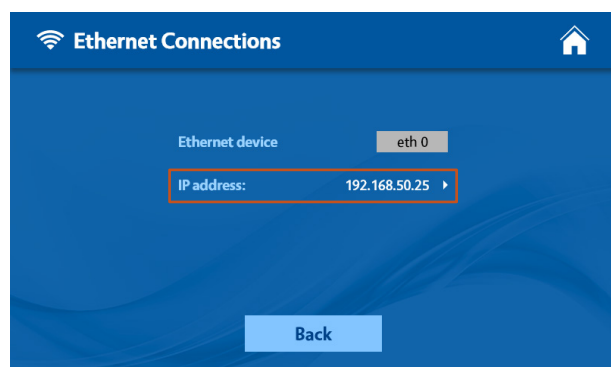 Ethernet Connections
Ethernet device eth 0
IP address: 192.168.50.25
Back